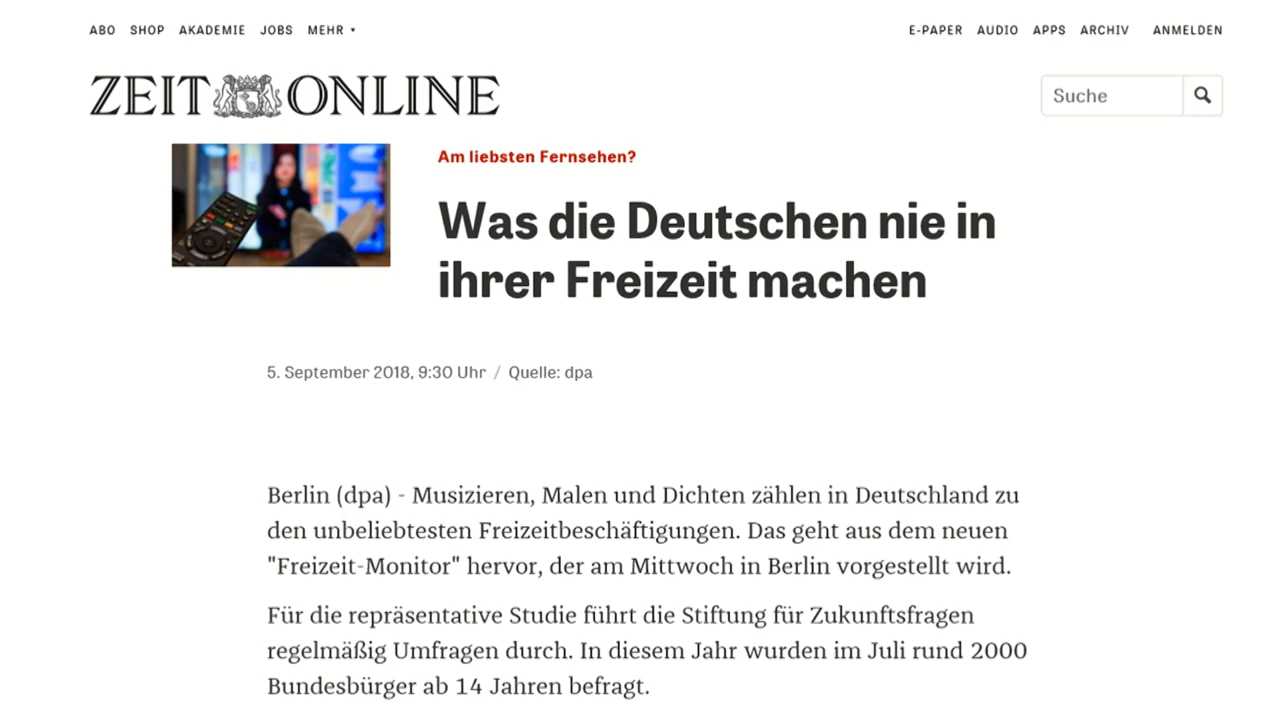 ABO SHOP AKADEMIE JOBS MEHR ▾
E-PAPER AUDIO APPS ARCHIV ANMELDEN
ZEIT ONLINE
Suche
Am liebsten Fernsehen?
Was die Deutschen nie in
ihrer Freizeit machen
5. September 2018, 9:30 Uhr / Quelle: dpa
Berlin (dpa) - Musizieren, Malen und Dichten zählen in Deutschland zu
den unbeliebtesten Freizeitbeschäftigungen. Das geht aus dem neuen
"Freizeit-Monitor" hervor, der am Mittwoch in Berlin vorgestellt wird.
Für die repräsentative Studie führt die Stiftung für Zukunftsfragen
regelmäßig Umfragen durch. In diesem Jahr wurden im Juli rund 2000
Bundesbürger ab 14 Jahren befragt.